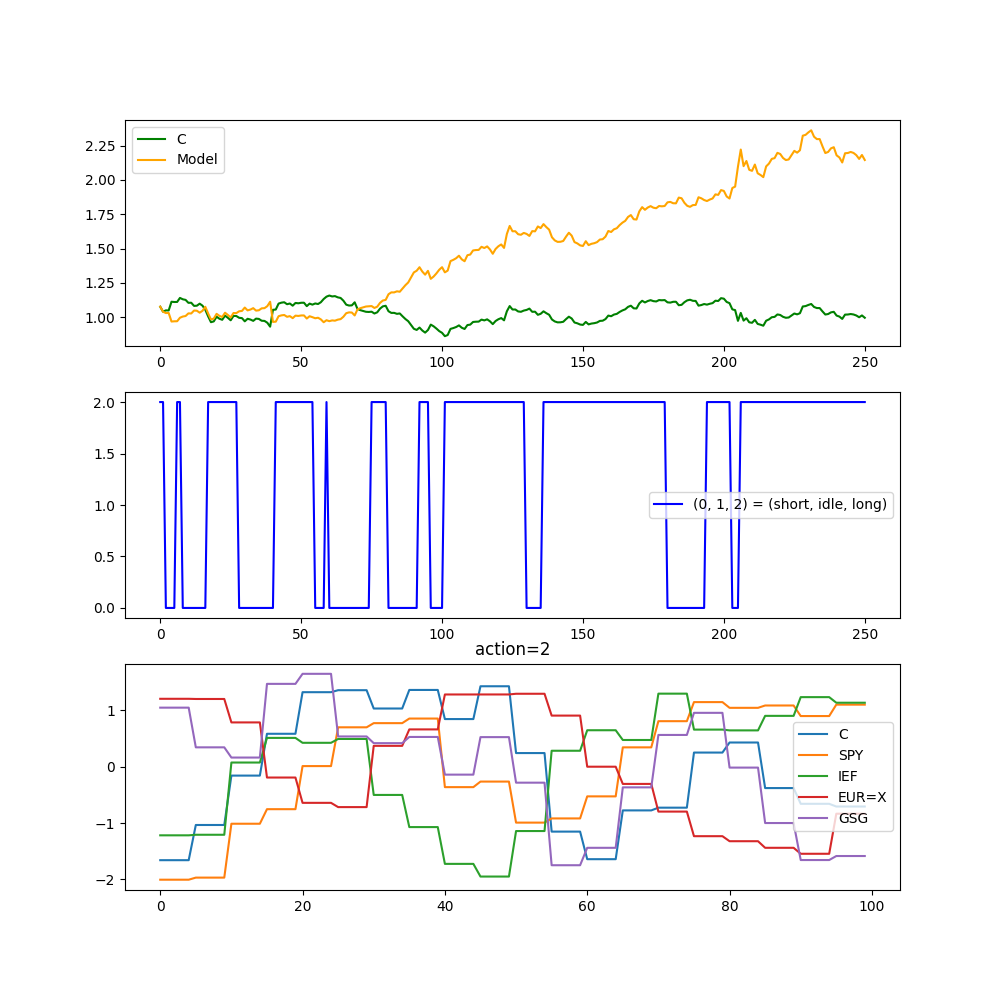 C
Model
2.25
2.00
1.75
1.50
1.25
1.00
0 50 100 150 200 250
(0, 1, 2) = (short, idle, long)
2.0
1.5
1.0
0.5
0.0
0 50 100 150 200 250
action=2
C
SPY
IEF
EUR=X
GSG
1
0
−1
−2
0 20 40 60 80 100